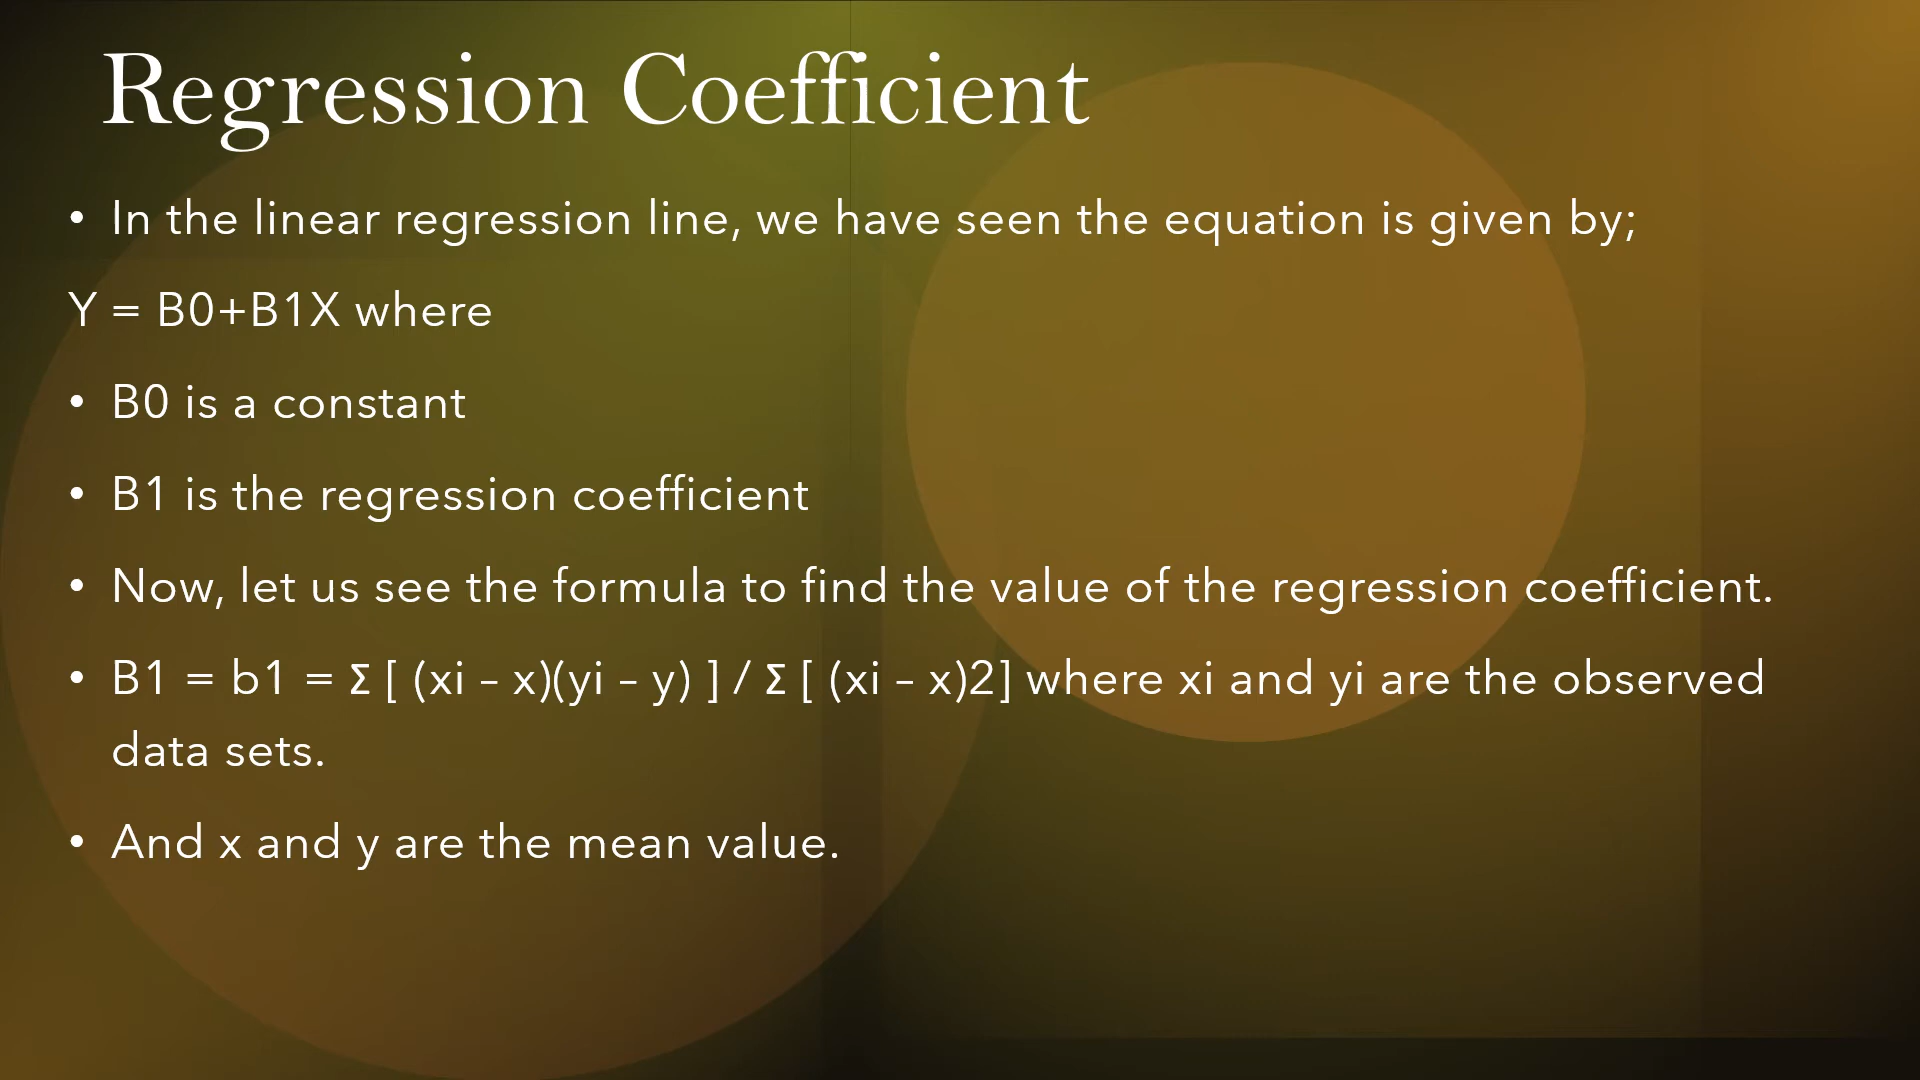 Regression Coefficient
• In the linear regression line, we have seen the equation is given by;
Y = B0+B1X where
• B0 is a constant
• B1 is the regression coefficient
• Now, let us see the formula to find the value of the regression coefficient.
• B1 = b1 = Σ [ (xi – x)(yi – y) ] / Σ [ (xi – x)2] where xi and yi are the observed
data sets.
• And x and y are the mean value.